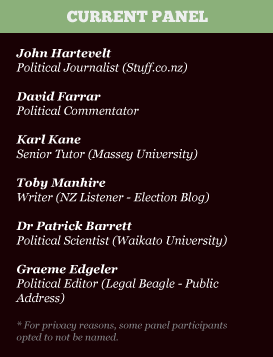 CURRENT PANEL
John Hartevelt
Political Journalist (Stuff.co.nz)
David Farrar
Political Commentator
Karl Kane
Senior Tutor (Massey University)
Toby Manhire
Writer (NZ Listener - Election Blog)
Dr Patrick Barrett
Political Scientist (Waikato University)
Graeme Edgeler
Political Editor (Legal Beagle - Public
Address)
* For privacy reasons, some panel participants
opted to not be named.